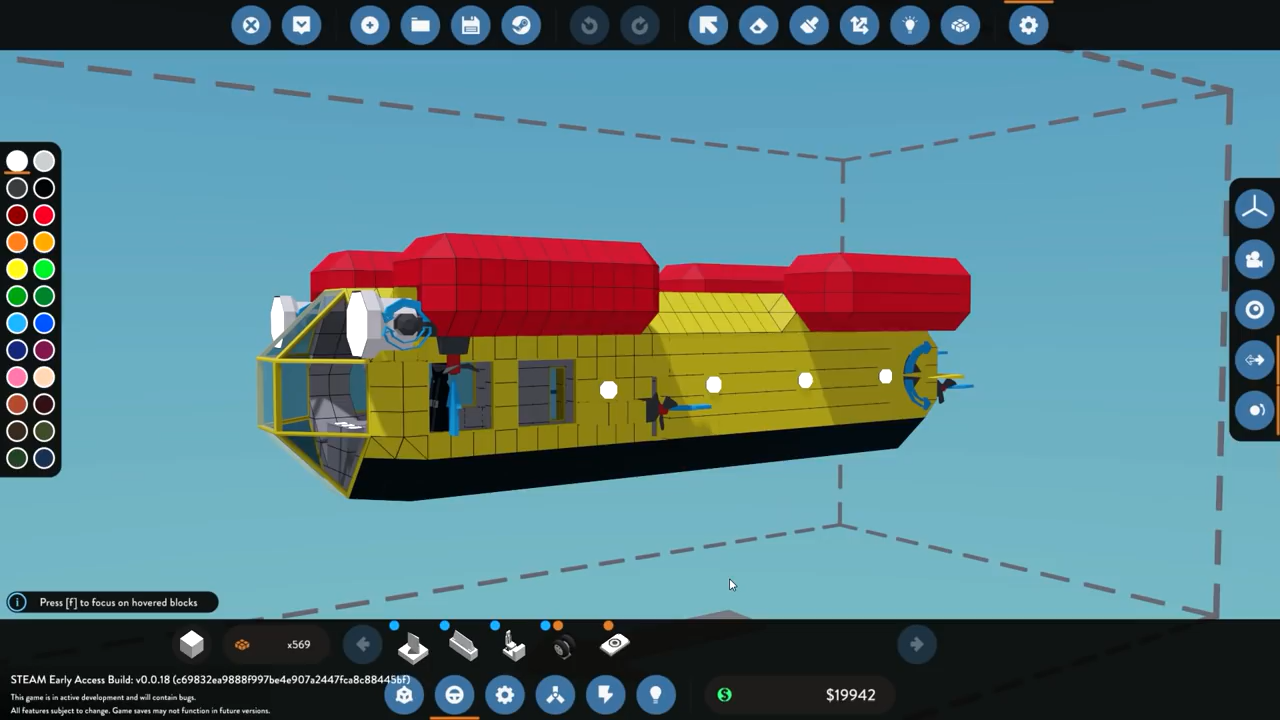 Press [f] to focus on hovered blocks
x569
STEAM Early Access Build: v0.0.18 (c69832ea9888f997be4e907a2447fca8c88445bf)
This game is in active development and will contain bugs.
All features subject to change. Game saves may not function in future versions.
$19942